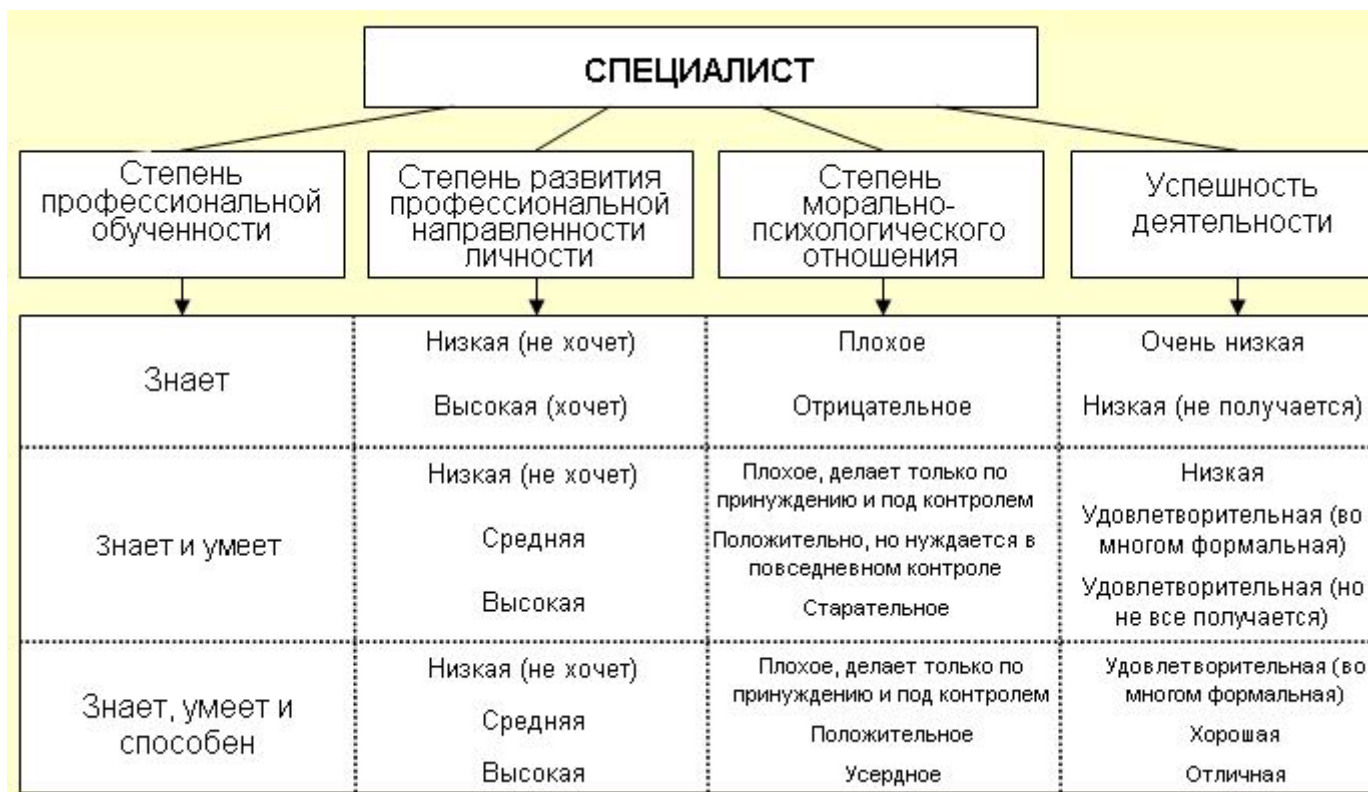 СПЕЦИАЛИСТ
Степень
профессиональной
обученности
Степень развития
профессиональной
направленности
личности
Степень
морально-
психологического
отношения
Успешность
деятельности
Знает
Низкая (не хочет)
Высокая (хочет)
Плохое
Отрицательное
Очень низкая
Низкая (не получается)
Знает и умеет
Низкая (не хочет)
Средняя
Высокая
Плохое, делает только по
принуждению и под контролем
Положительно, но нуждается в
повседневном контроле
Старательное
Низкая
Удовлетворительная (во
многом формальная)
Удовлетворительная (но
не все получается)
Знает, умеет и
способен
Низкая (не хочет)
Средняя
Высокая
Плохое, делает только по
принуждению и под контролем
Положительное
Усердное
Удовлетворительная (во
многом формальная)
Хорошая
Отличная